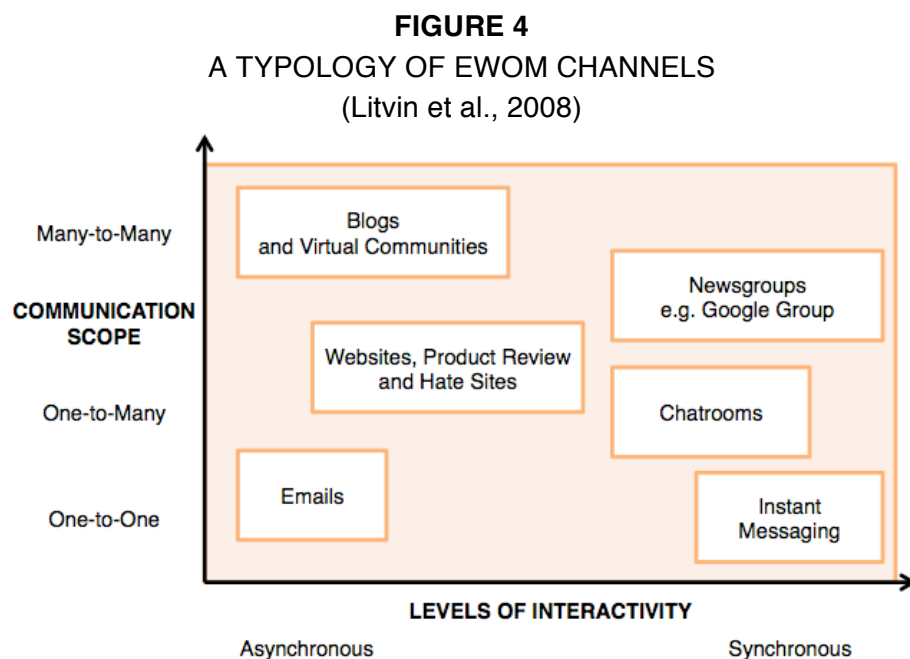 FIGURE 4
A TYPOLOGY OF EWOM CHANNELS
(Litvin et al., 2008)
Many-to-Many
Blogs
and Virtual Communities
Newsgroups
e.g. Google Group
COMMUNICATION
SCOPE
Websites, Product Review
and Hate Sites
One-to-Many
Chatrooms
Emails
One-to-One
Instant
Messaging
LEVELS OF INTERACTIVITY
Asynchronous
Synchronous